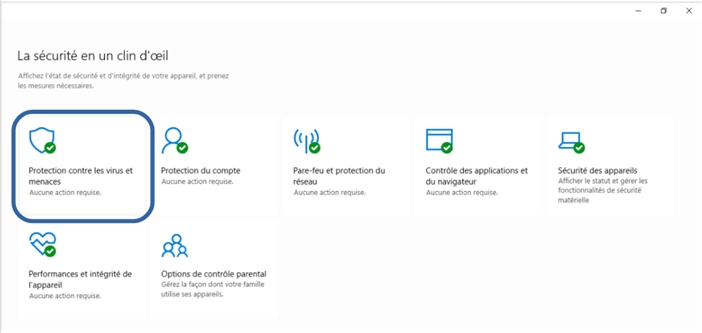 La sécurité en un clin d'œil
Affichez l'état de sécurité et d'intégrité de votre appareil, et prenez
les mesures nécessaires.
Protection contre les virus et
menaces
Aucune action requise.
Protection du compte
Aucune action requise.
Pare-feu et protection du
réseau
Aucune action requise.
Contrôle des applications et
du navigateur
Aucune action requise.
Sécurité des appareils
Afficher le statut et gérer les
fonctionnalités de sécurité
matérielle
Performances et intégrité de
l'appareil
Aucune action requise.
Options de contrôle parental
Gérez la façon dont votre famille
utilise ses appareils.